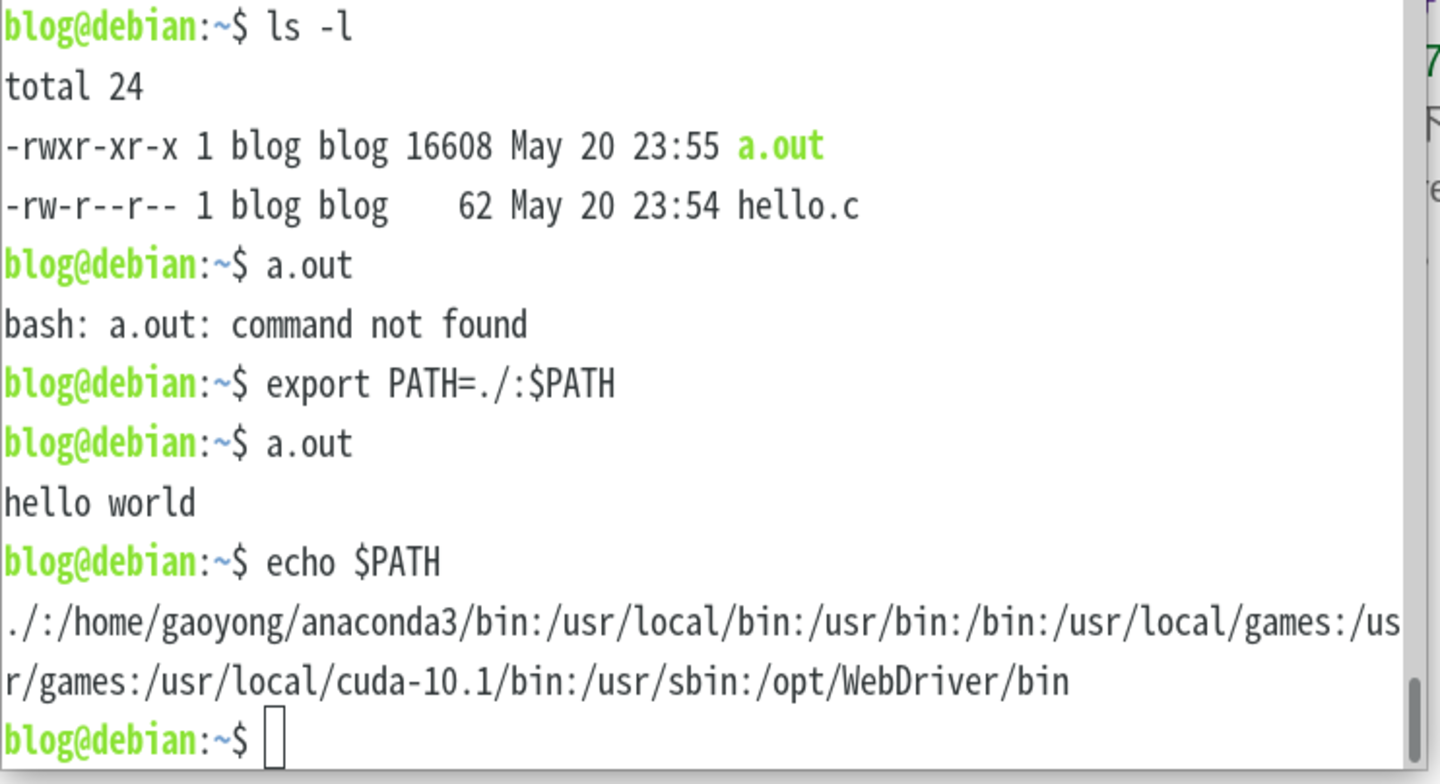 blog@debian:~$ ls -l
total 24
-rwxr-xr-x 1 blog blog 16608 May 20 23:55 a.out
-rw-r--r-- 1 blog blog    62 May 20 23:54 hello.c
blog@debian:~$ a.out
bash: a.out: command not found
blog@debian:~$ export PATH=./:$PATH
blog@debian:~$ a.out
hello world
blog@debian:~$ echo $PATH
./:/home/gaoyong/anaconda3/bin:/usr/local/bin:/usr/bin:/bin:/usr/local/games:/us
r/games:/usr/local/cuda-10.1/bin:/usr/sbin:/opt/WebDriver/bin
blog@debian:~$